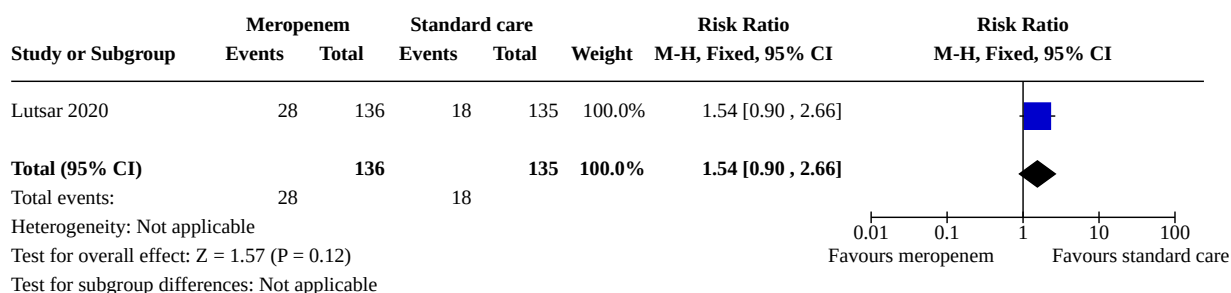 Meropenem Standard care Risk Ratio Risk Ratio
Study or Subgroup Events Total Events Total Weight M-H, Fixed, 95% CI M-H, Fixed, 95% CI
Lutsar 2020 28 136 18 135 100.0% 1.54 [0.90 , 2.66]
Total (95% CI) 136 135 100.0% 1.54 [0.90 , 2.66]
Total events: 28 18
Heterogeneity: Not applicable
0.01 0.1 1 10 100
Test for overall effect: Z = 1.57 (P = 0.12) Favours meropenem Favours standard care
Test for subgroup differences: Not applicable